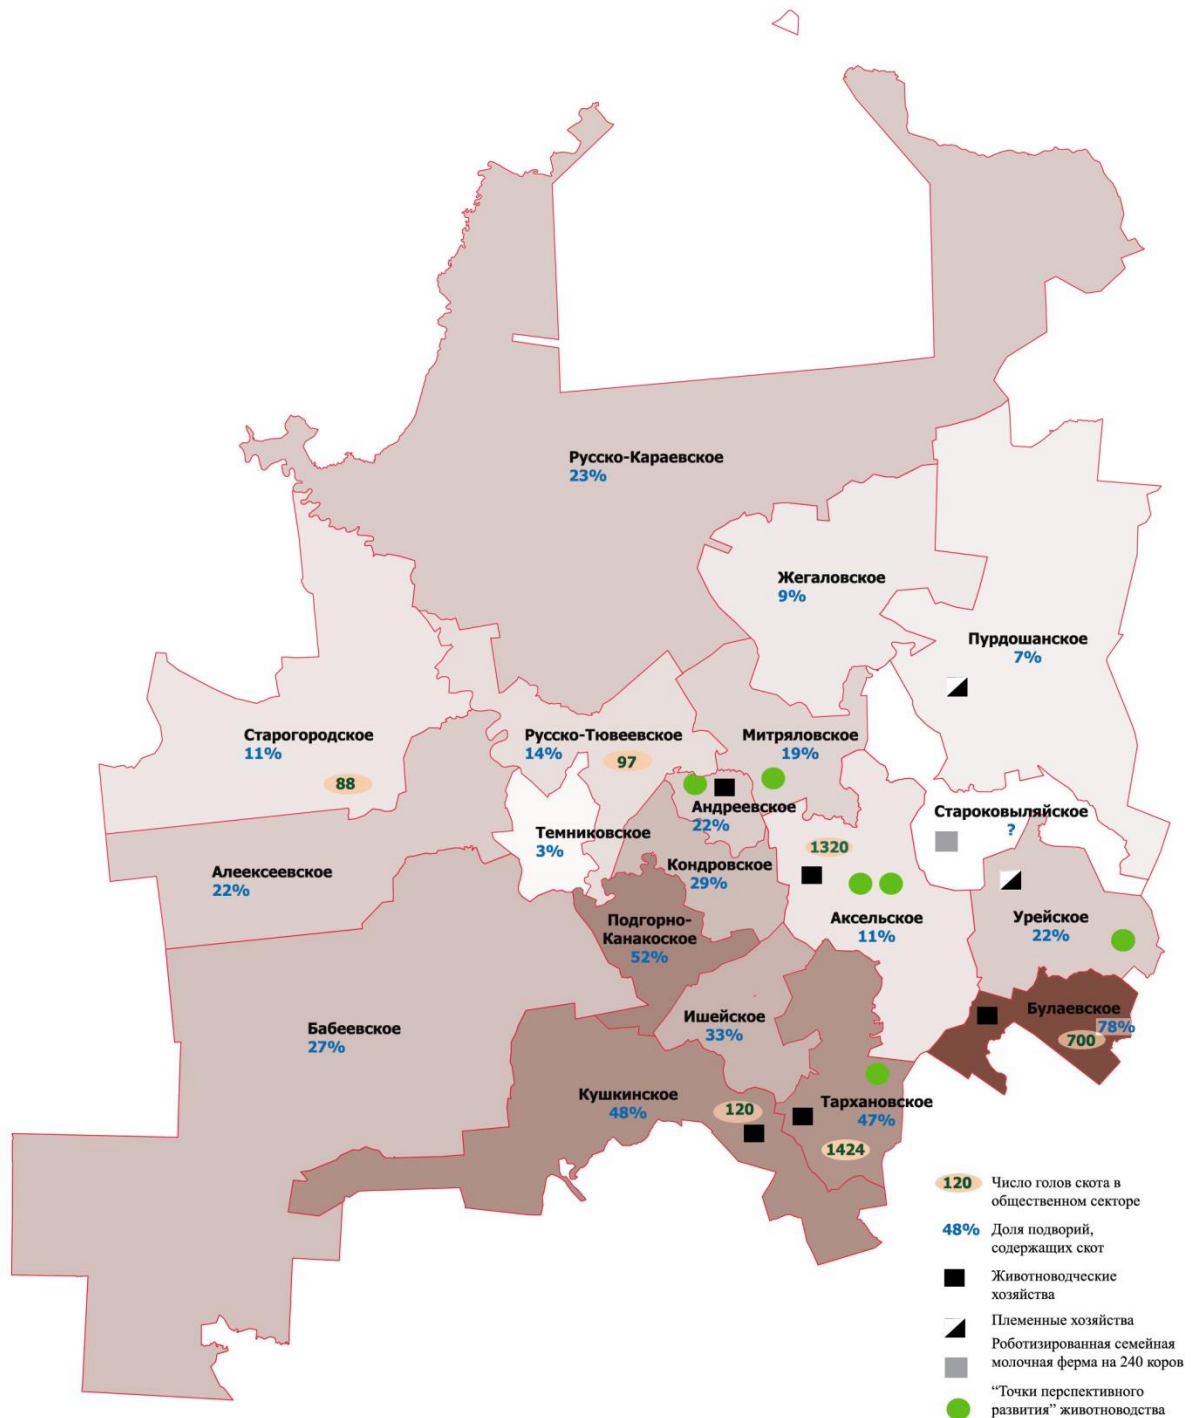 Русско-Караевское
23%
Жегаловское
9%
Пурдошанское
7%
Старогородское
11%
88
Русско-Тювеевское
14%
97
Митряловское
19%
Андреевское
22%
Темниковское
3%
Староковыляйское
?
Алеексеевское
22%
Кондровское
29%
1320
Аксельское
11%
Урейское
22%
Подгорно-
Канакоское
52%
Бабеевское
27%
Ишейское
33%
Булаевское
78%
700
Кушкинское
48%
120
Тархановское
47%
1424
120 Число голов скота в
общественном секторе
48% Доля подворий,
содержащих скот
Животноводческие
хозяйства
Племенные хозяйства
Роботизированная семейная
молочная ферма на 240 коров
“Точки перспективного
развития” животноводства